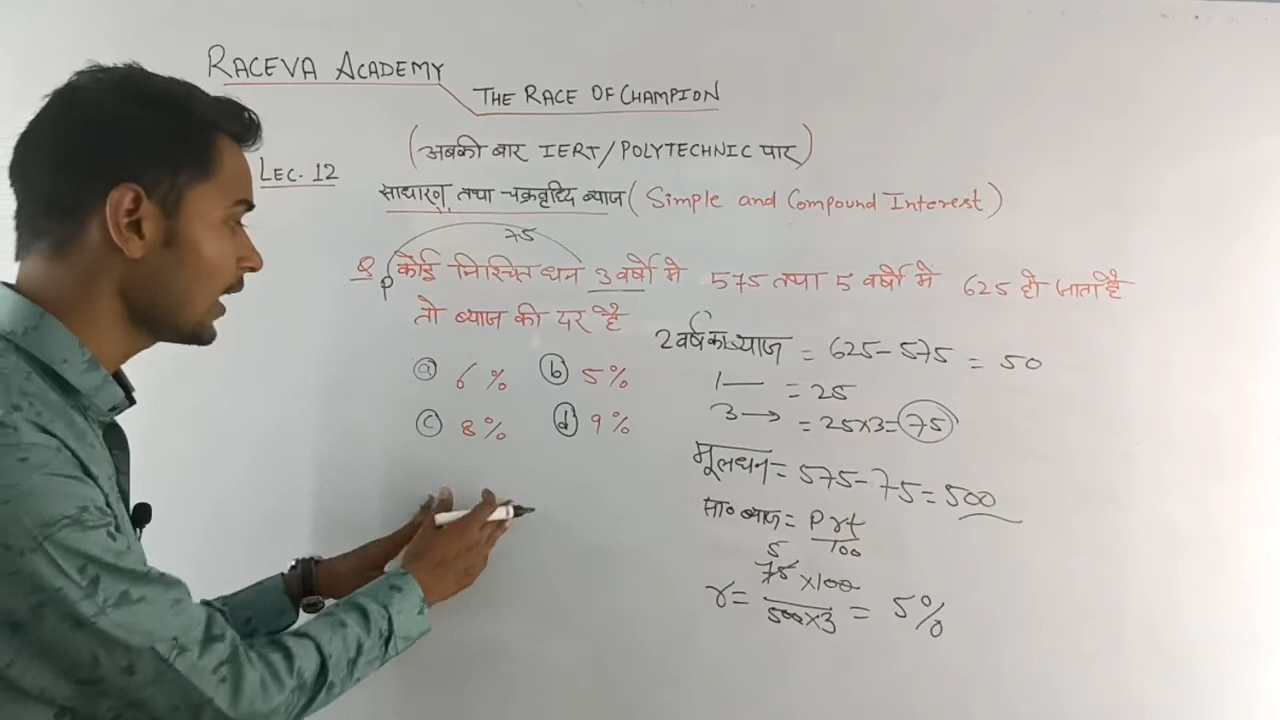 RACEVA ACADEMY
THE RACE OF CHAMPION
(अबकी बार IERT/POLYTECHNIC पार)
LEC. 12
साधारण तथा चक्रवृद्धि ब्याज (Simple and Compound Interest)
75
P
Q कोई निश्चित धन 3 वर्षो मे 575 तथा 5 वर्षो में 625 हो जाता है
तो ब्याज की दर है
2 वर्ष का ब्याज = 625-575 = 50
(a) 6% (b) 5%
1 — = 25
(c) 8% (d) 9%
3 → = 25×3=75
मूलधन = 575-75=500
सा० ब्याज = Prt/100
5
r = 75×100/500×3 = 5%